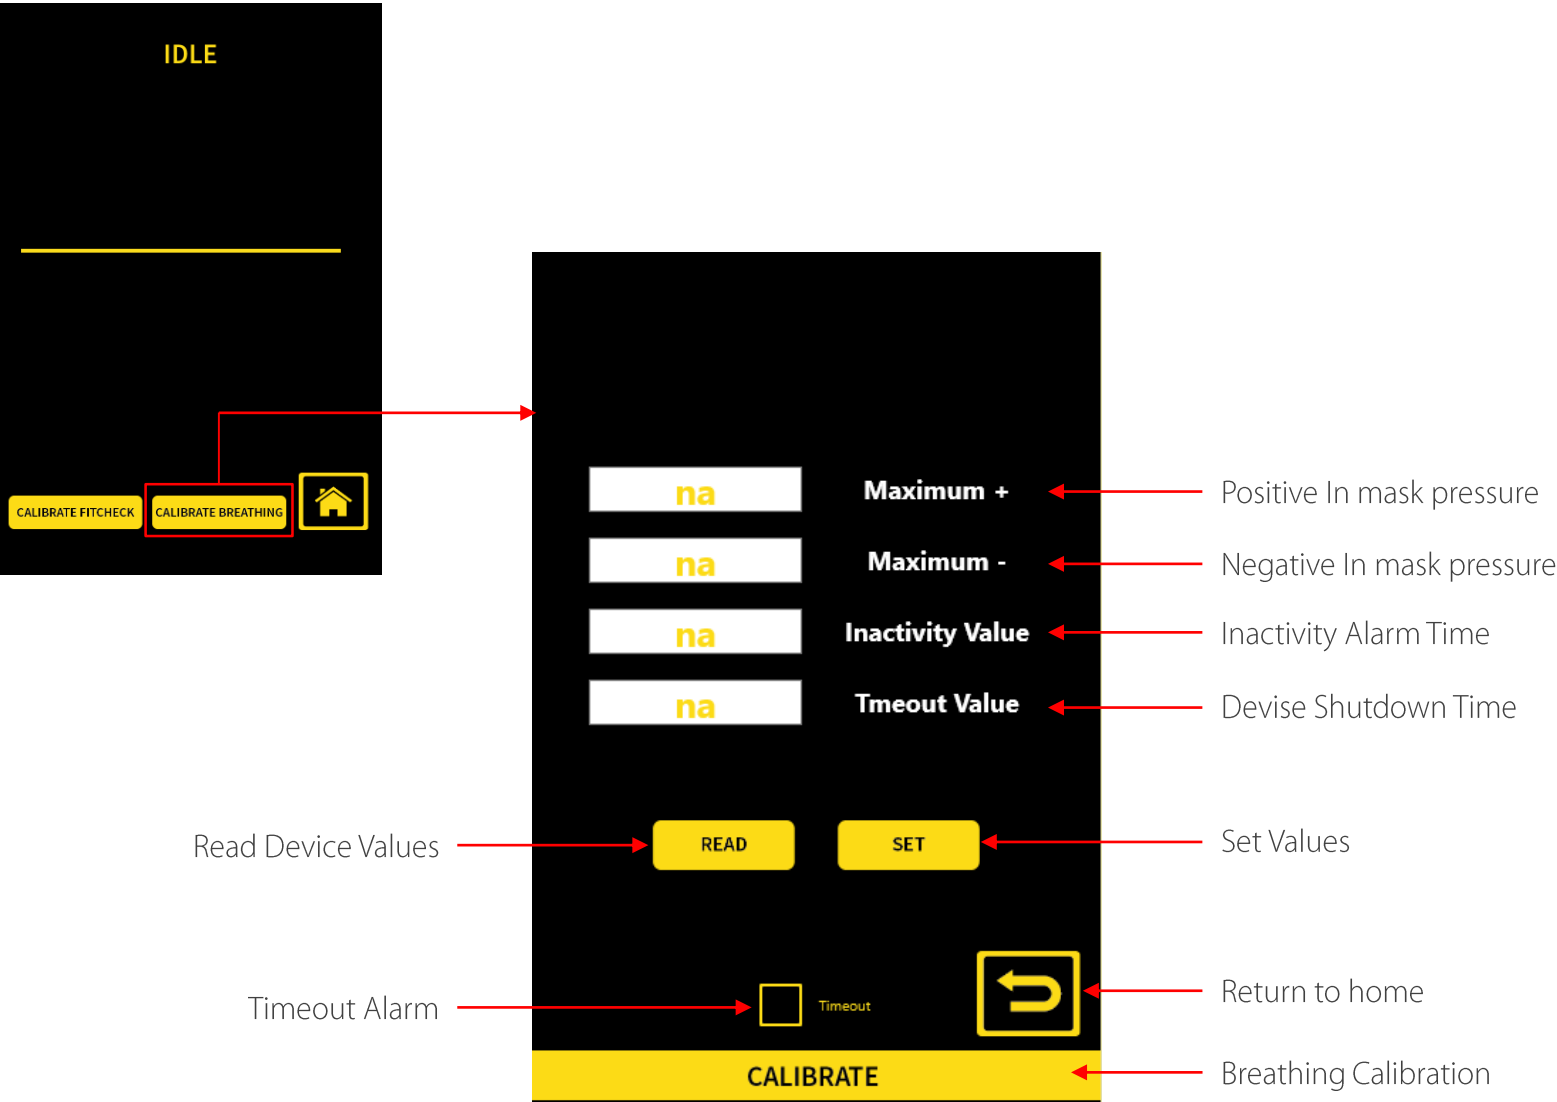 IDLE
CALIBRATE FITCHECK
CALIBRATE BREATHING
na
Maximum +
Positive In mask pressure
na
Maximum -
Negative In mask pressure
na
Inactivity Value
Inactivity Alarm Time
na
Tmeout Value
Devise Shutdown Time
Read Device Values
READ
SET
Set Values
Return to home
Timeout Alarm
Timeout
CALIBRATE
Breathing Calibration